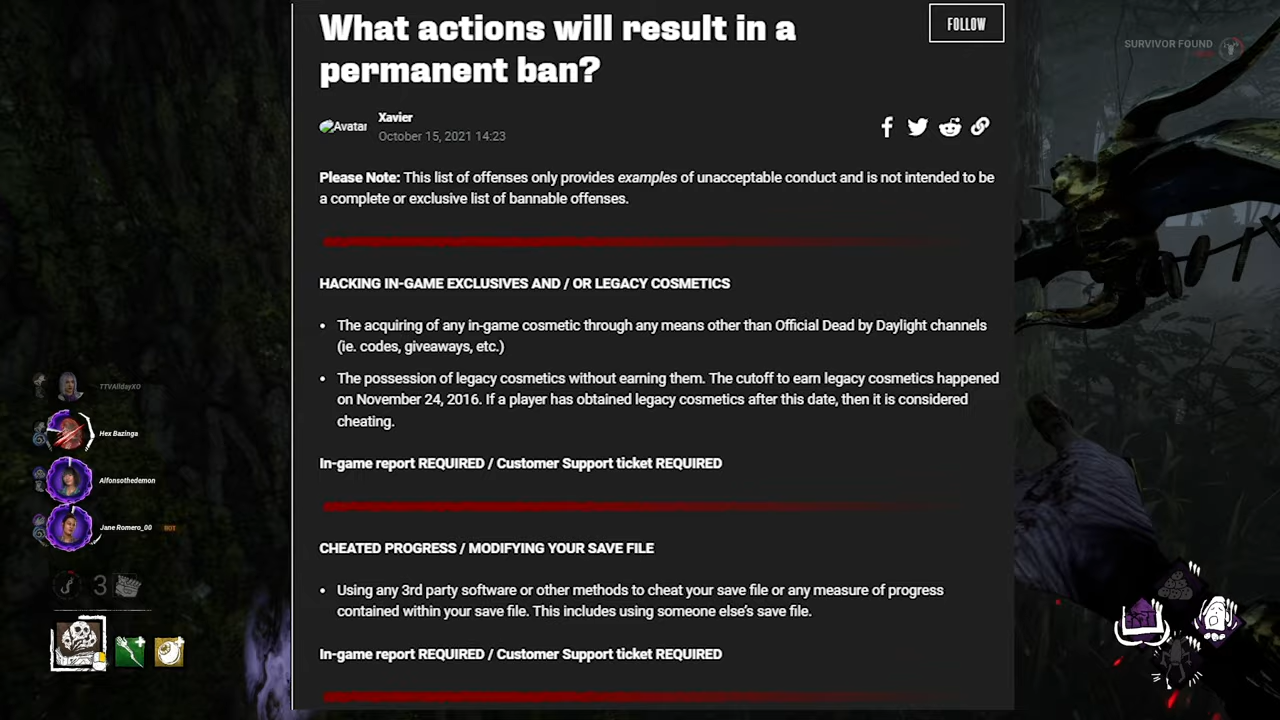 What actions will result in a
permanent ban?
FOLLOW
Avatar
Xavier
October 15, 2021 14:23
SURVIVOR FOUND
Please Note: This list of offenses only provides examples of unacceptable conduct and is not intended to be
a complete or exclusive list of bannable offenses.
HACKING IN-GAME EXCLUSIVES AND / OR LEGACY COSMETICS
• The acquiring of any in-game cosmetic through any means other than Official Dead by Daylight channels
(ie. codes, giveaways, etc.)
• The possession of legacy cosmetics without earning them. The cutoff to earn legacy cosmetics happened
on November 24, 2016. If a player has obtained legacy cosmetics after this date, then it is considered
cheating.
In-game report REQUIRED / Customer Support ticket REQUIRED
CHEATED PROGRESS / MODIFYING YOUR SAVE FILE
• Using any 3rd party software or other methods to cheat your save file or any measure of progress
contained within your save file. This includes using someone else’s save file.
In-game report REQUIRED / Customer Support ticket REQUIRED
TTVAlldayXO
Hex Bazinga
Alfonsothedemon
Jane Romero_00
3